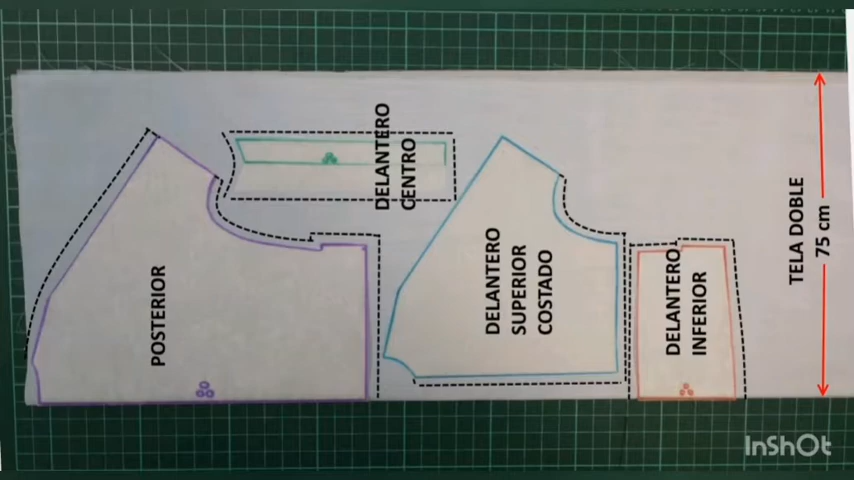 POSTERIOR
DELANTERO
CENTRO
DELANTERO
SUPERIOR
COSTADO
DELANTERO
INFERIOR
TELA DOBLE
75 cm
InShOt